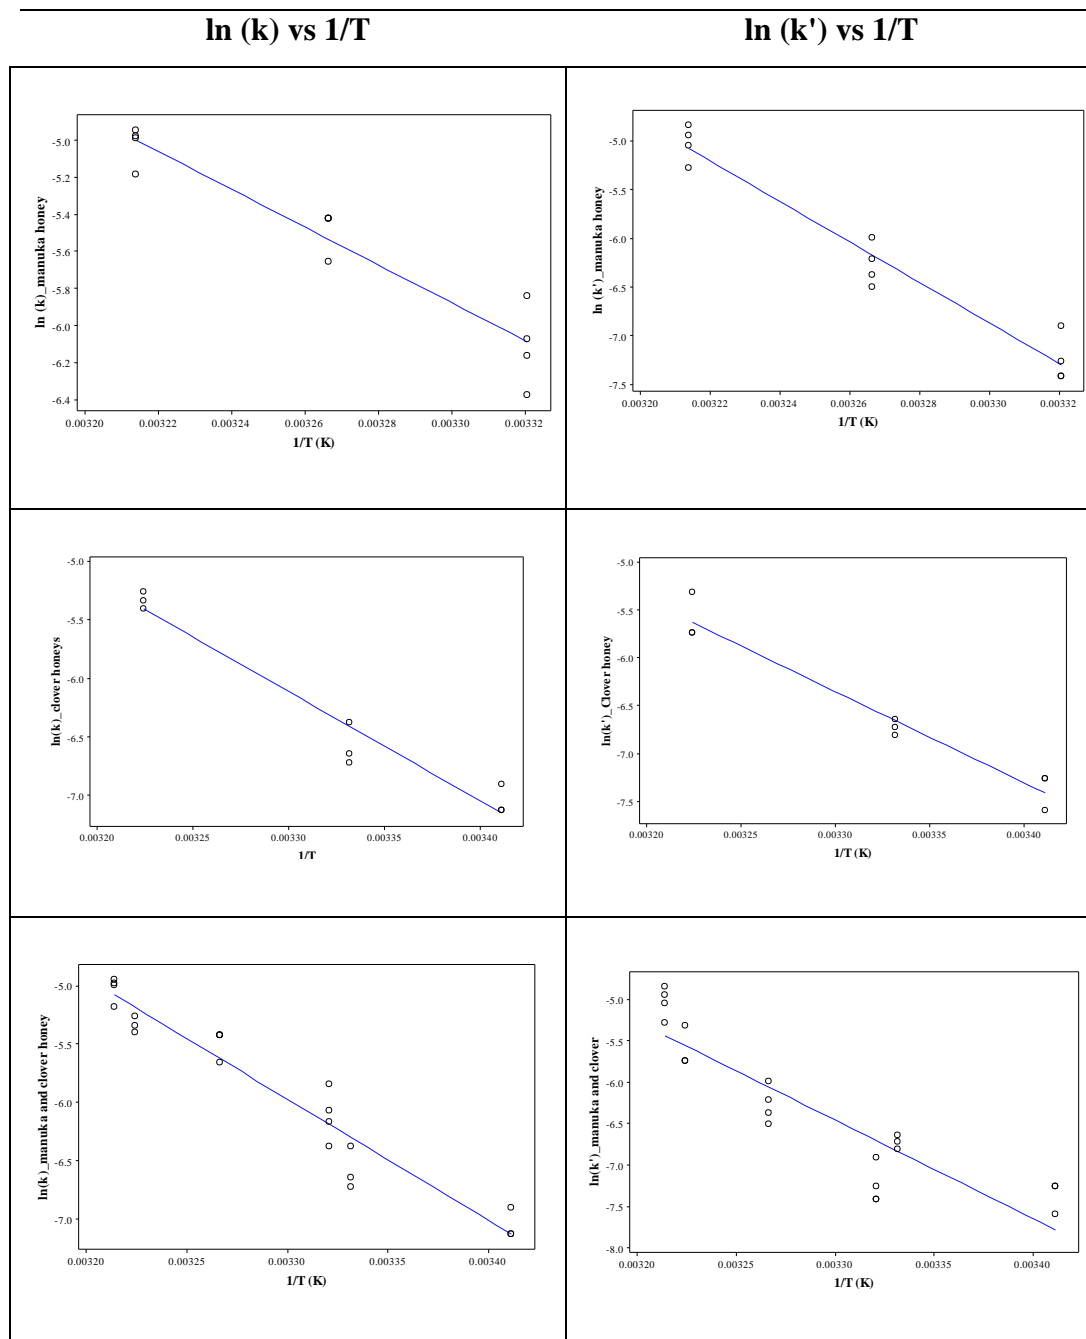 ln (k) vs 1/T
ln (k') vs 1/T
ln (k)_manuka honey
-5.0
-5.2
-5.4
-5.6
-5.8
-6.0
-6.2
-6.4
0.00320 0.00322 0.00324 0.00326 0.00328 0.00330 0.00332
1/T (K)
ln (k')_manuka honey
-5.0
-5.5
-6.0
-6.5
-7.0
-7.5
0.00320 0.00322 0.00324 0.00326 0.00328 0.00330 0.00332
1/T (K)
ln(k)_clover honeys
-5.0
-5.5
-6.0
-6.5
-7.0
0.00320 0.00325 0.00330 0.00335 0.00340
1/T
ln(k')_Clover honey
-5.0
-5.5
-6.0
-6.5
-7.0
-7.5
0.00320 0.00325 0.00330 0.00335 0.00340
1/T (K)
ln(k)_manuka and clover honey
-5.0
-5.5
-6.0
-6.5
-7.0
0.00320 0.00325 0.00330 0.00335 0.00340
1/T (K)
ln(k')_manuka and clover
-5.0
-5.5
-6.0
-6.5
-7.0
-7.5
-8.0
0.00320 0.00325 0.00330 0.00335 0.00340
1/T (K)